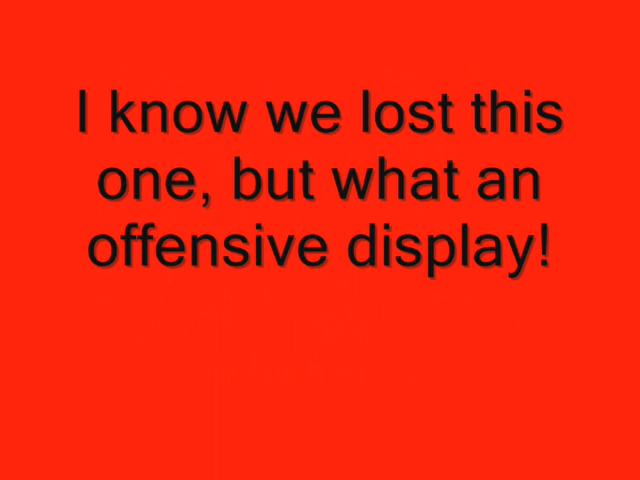 I know we lost this
one, but what an
offensive display!